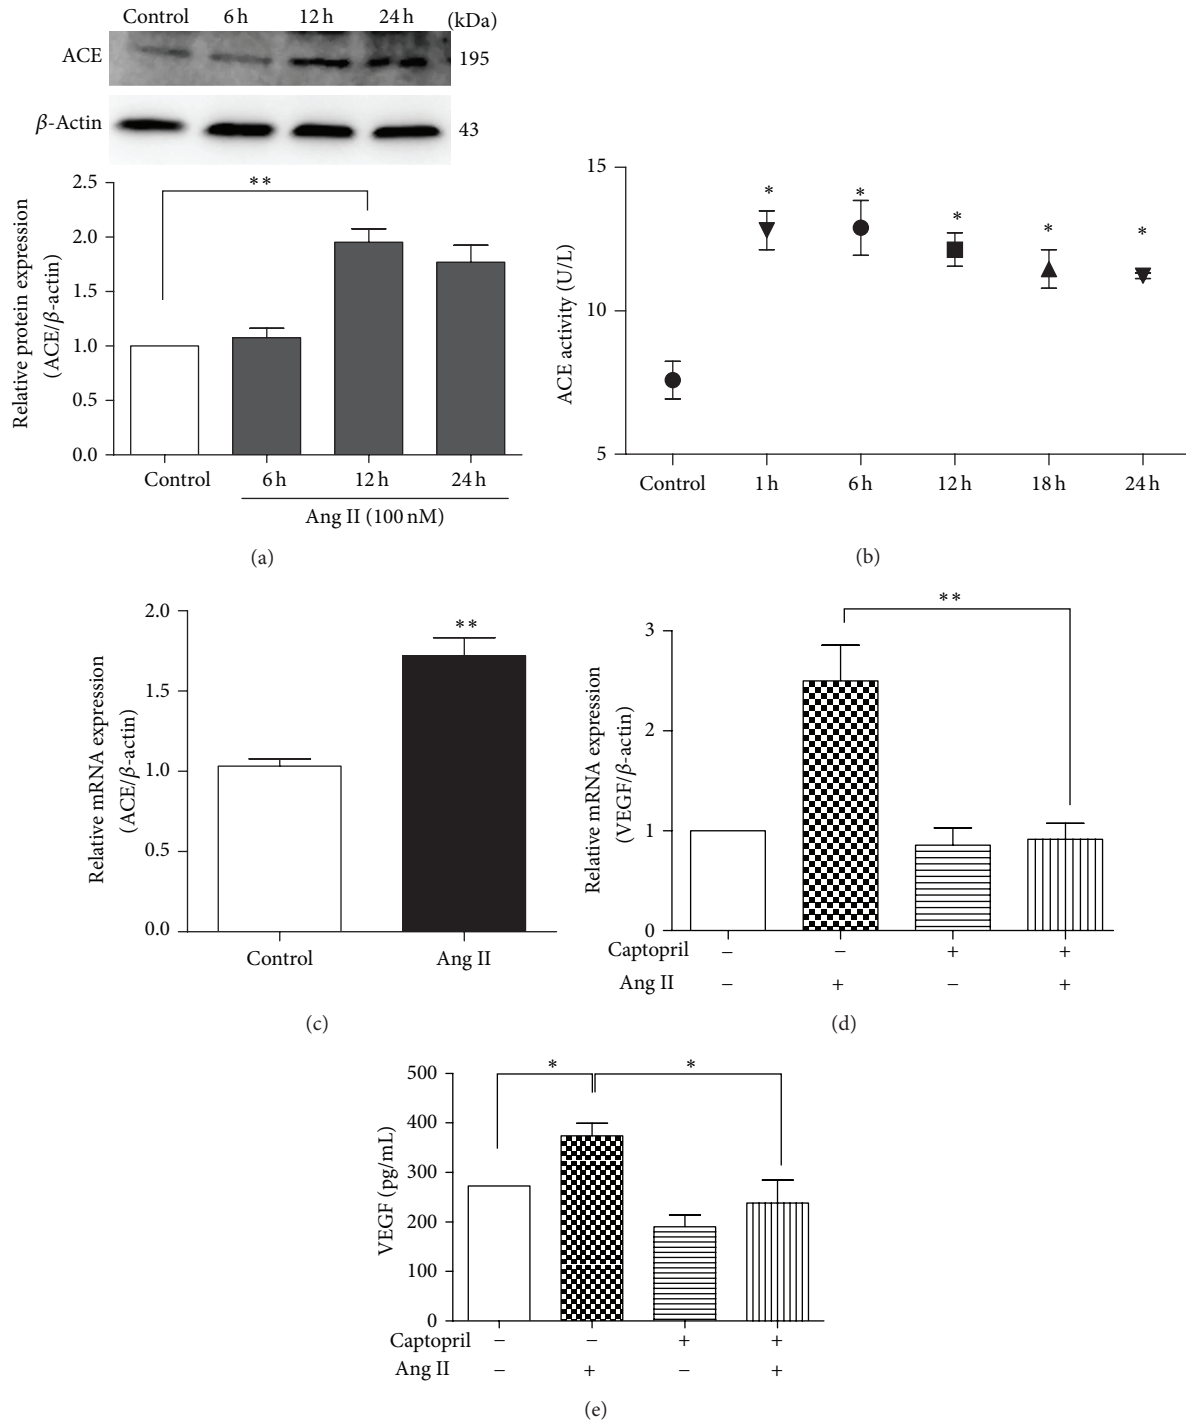 Control 6 h 12 h 24 h (kDa)
ACE 195
β-Actin 43
Relative protein expression
(ACE/β-actin)
2.5
2.0
1.5
1.0
0.5
0.0
**
Control 6 h 12 h 24 h
Ang II (100 nM)
(a)
ACE activity (U/L)
15
10
5
* * * * *
Control 1 h 6 h 12 h 18 h 24 h
(b)
Relative mRNA expression
(ACE/β-actin)
2.0
1.5
1.0
0.5
0.0
**
Control Ang II
(c)
Relative mRNA expression
(VEGF/β-actin)
3
2
1
0
**
Captopril − − + +
Ang II − + − +
(d)
VEGF (pg/mL)
500
400
300
200
100
0
* *
Captopril − − + +
Ang II − + − +
(e)